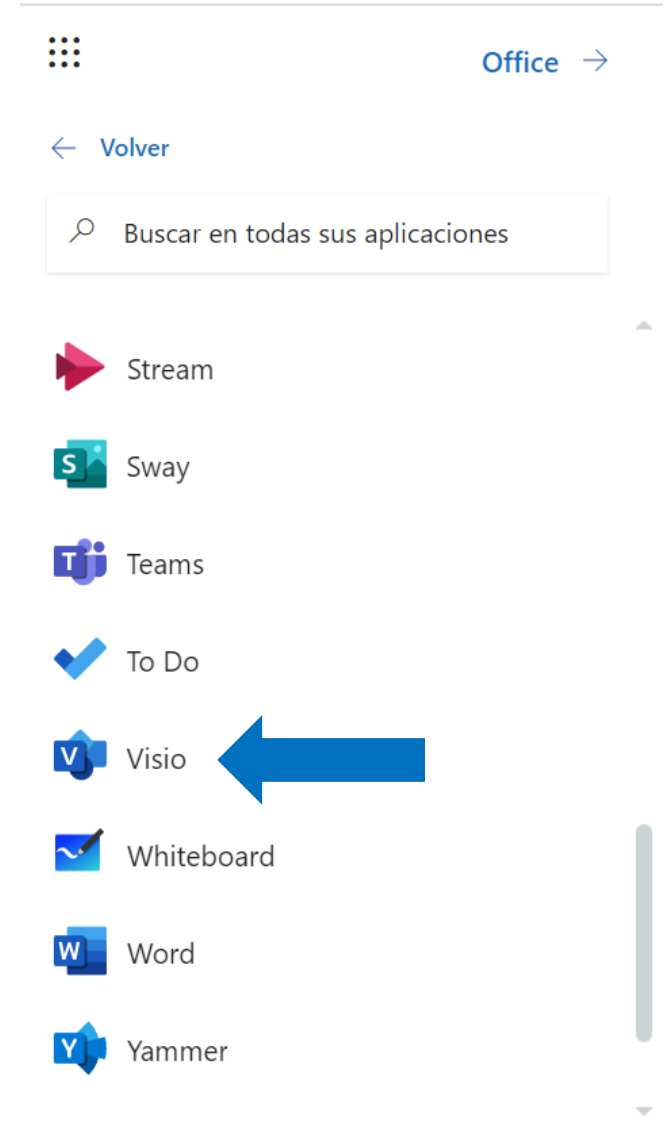 Office
Volver
Buscar en todas sus aplicaciones
Stream
S Sway
T Teams
To Do
V Visio
Whiteboard
W Word
Y Yammer